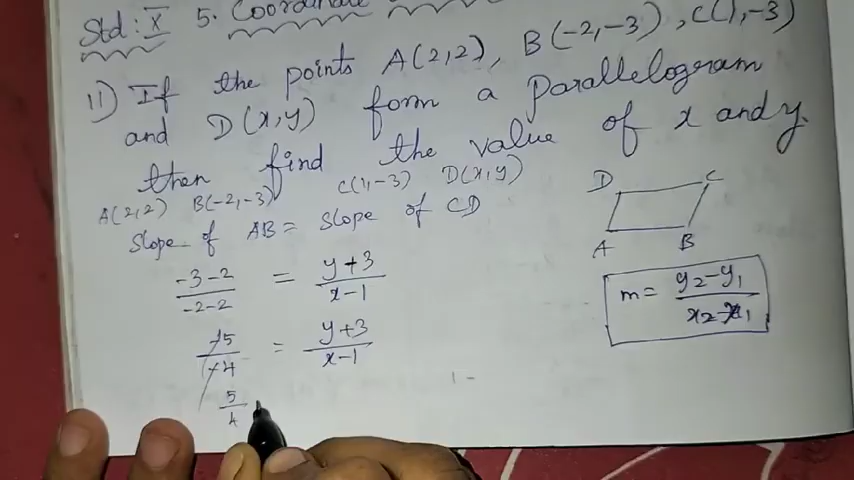 Std : X 5. Coordinate
11) If the points A(2,2), B(-2,-3), C(1,-3)
and D(x,y) form a parallelogram
then find the value of x and y.
A(2,2) B(-2,-3) C(1,-3) D(x,y)
Slope of AB = slope of CD
D C
A B
-3-2 / -2-2 = y+3 / x-1
m = y₂-y₁ / x₂-x₁
-5 / -4 = y+3 / x-1
5 / 4